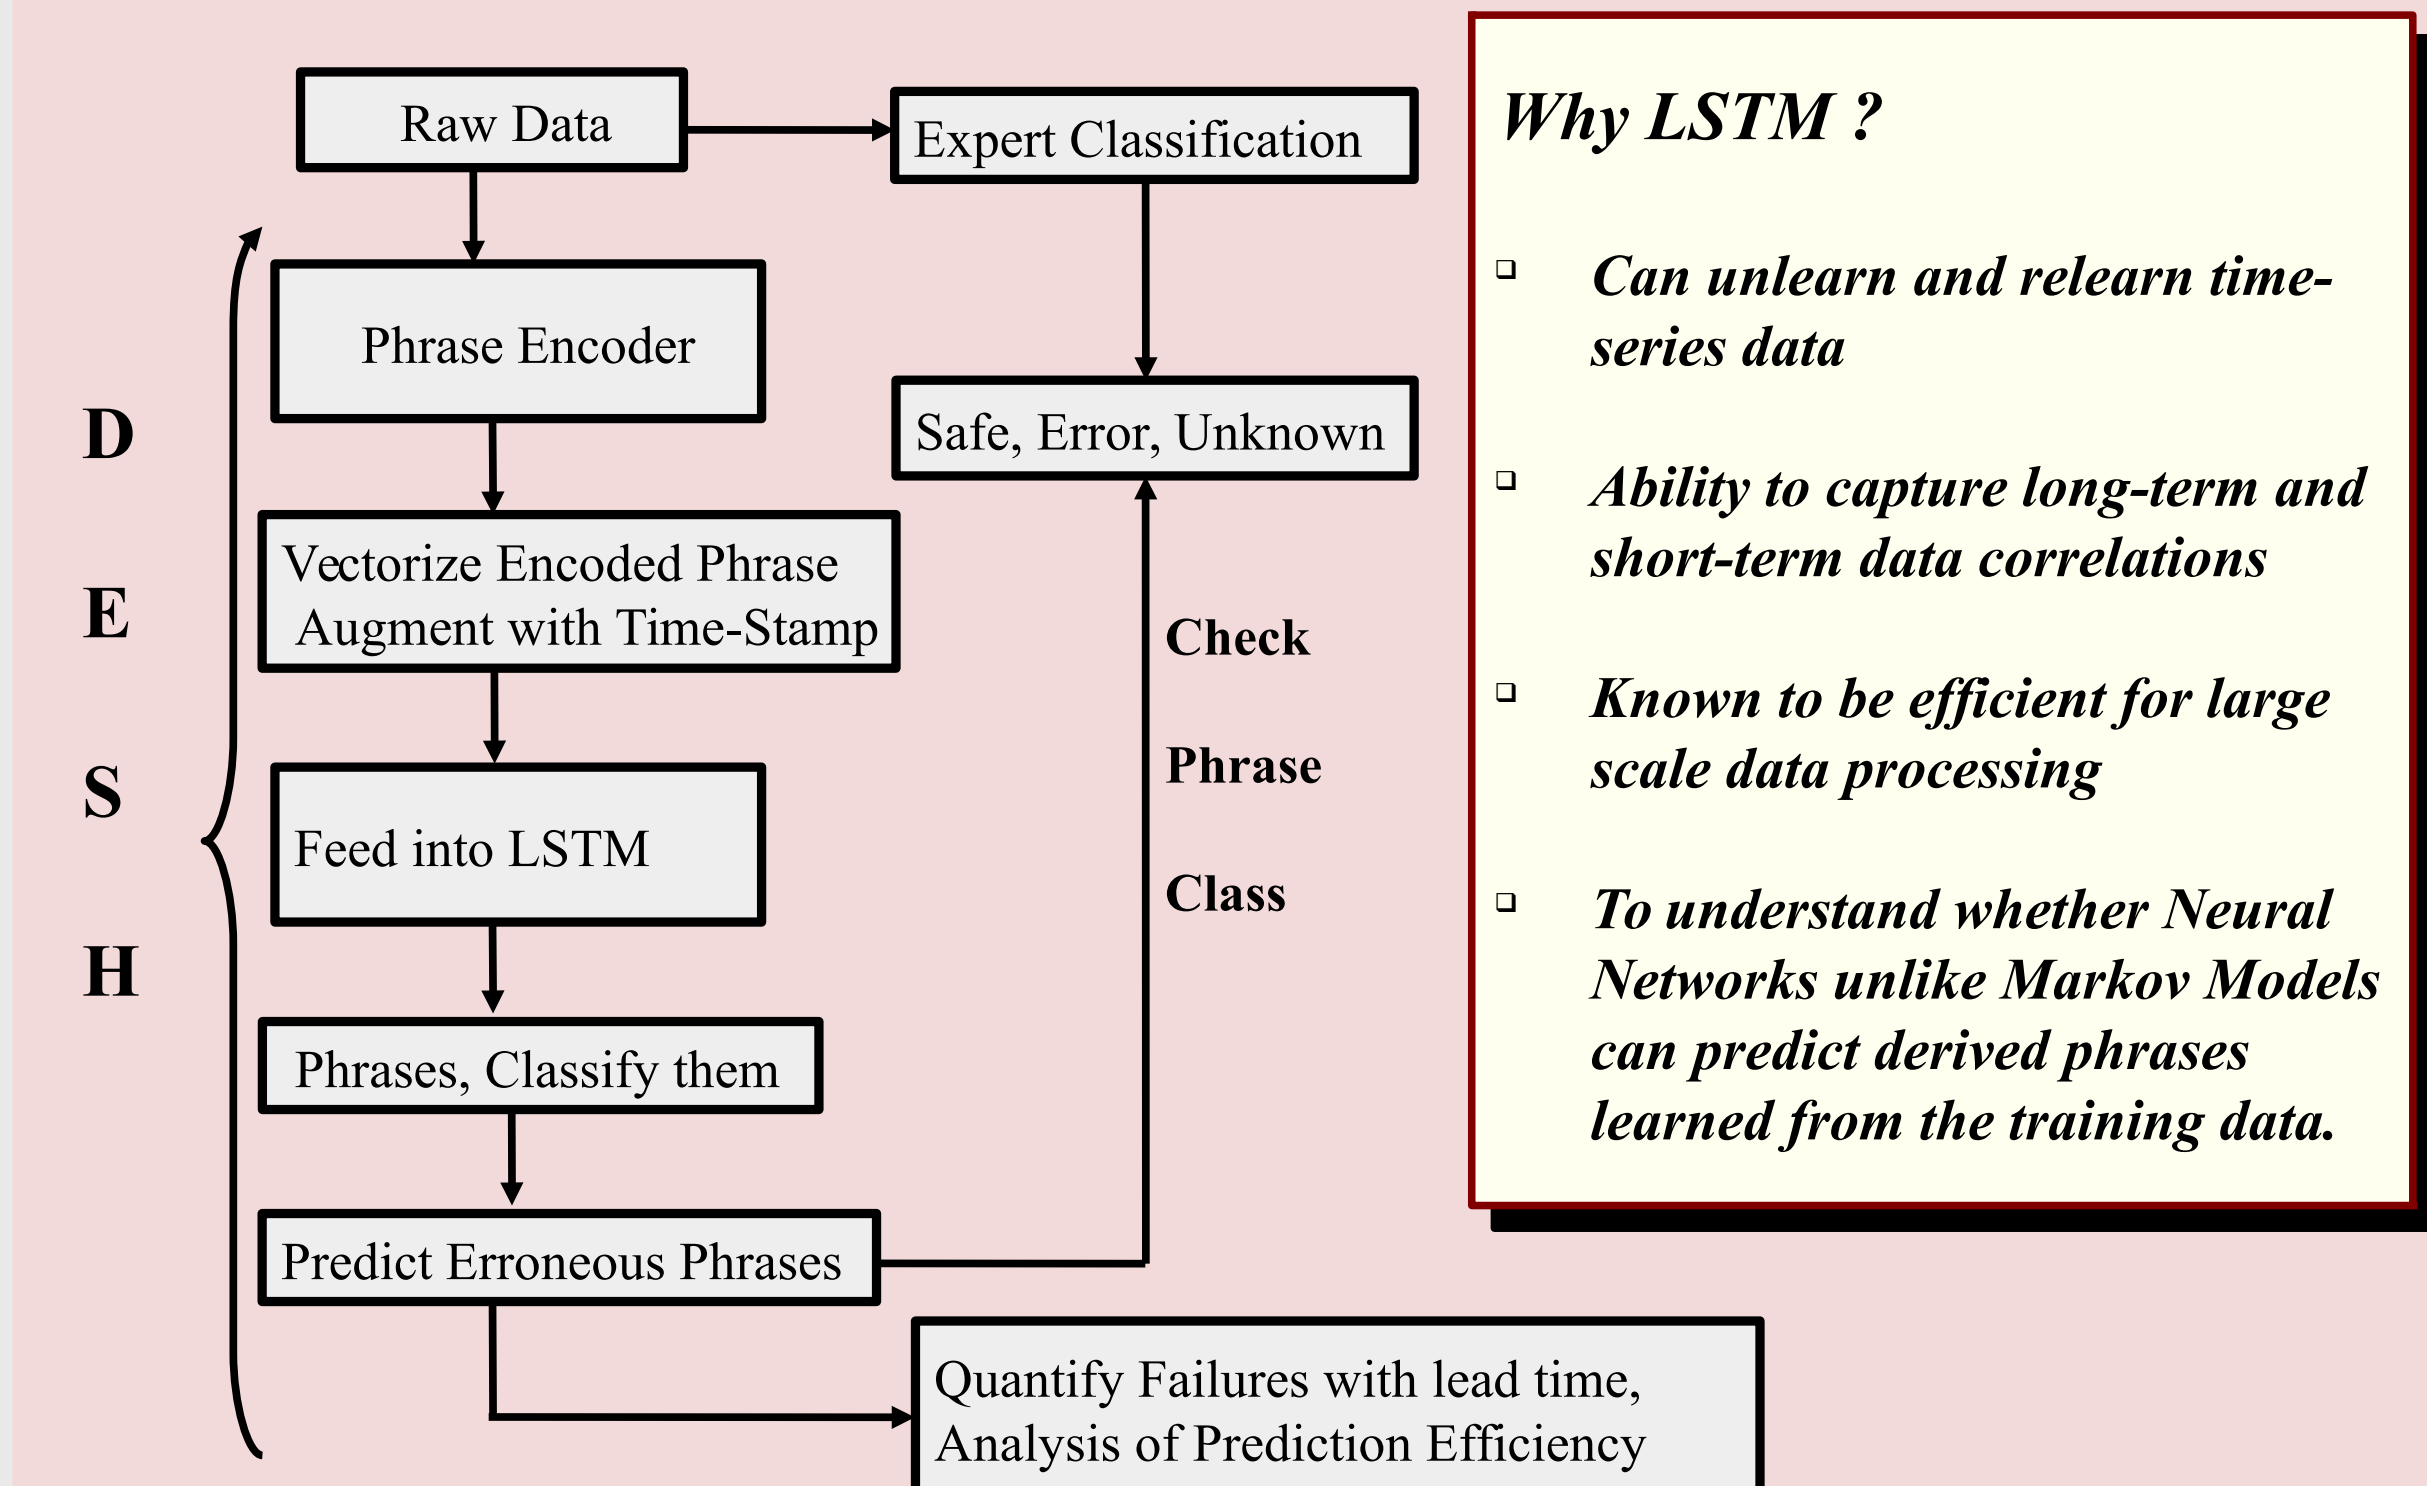 Raw Data
Expert Classification
Phrase Encoder
Safe, Error, Unknown
Vectorize Encoded Phrase
Augment with Time-Stamp
Feed into LSTM
Phrases, Classify them
Predict Erroneous Phrases
Quantify Failures with lead time,
Analysis of Prediction Efficiency
D
E
S
H
Check
Phrase
Class
Why LSTM ?
Can unlearn and relearn time-
series data
Ability to capture long-term and
short-term data correlations
Known to be efficient for large
scale data processing
To understand whether Neural
Networks unlike Markov Models
can predict derived phrases
learned from the training data.